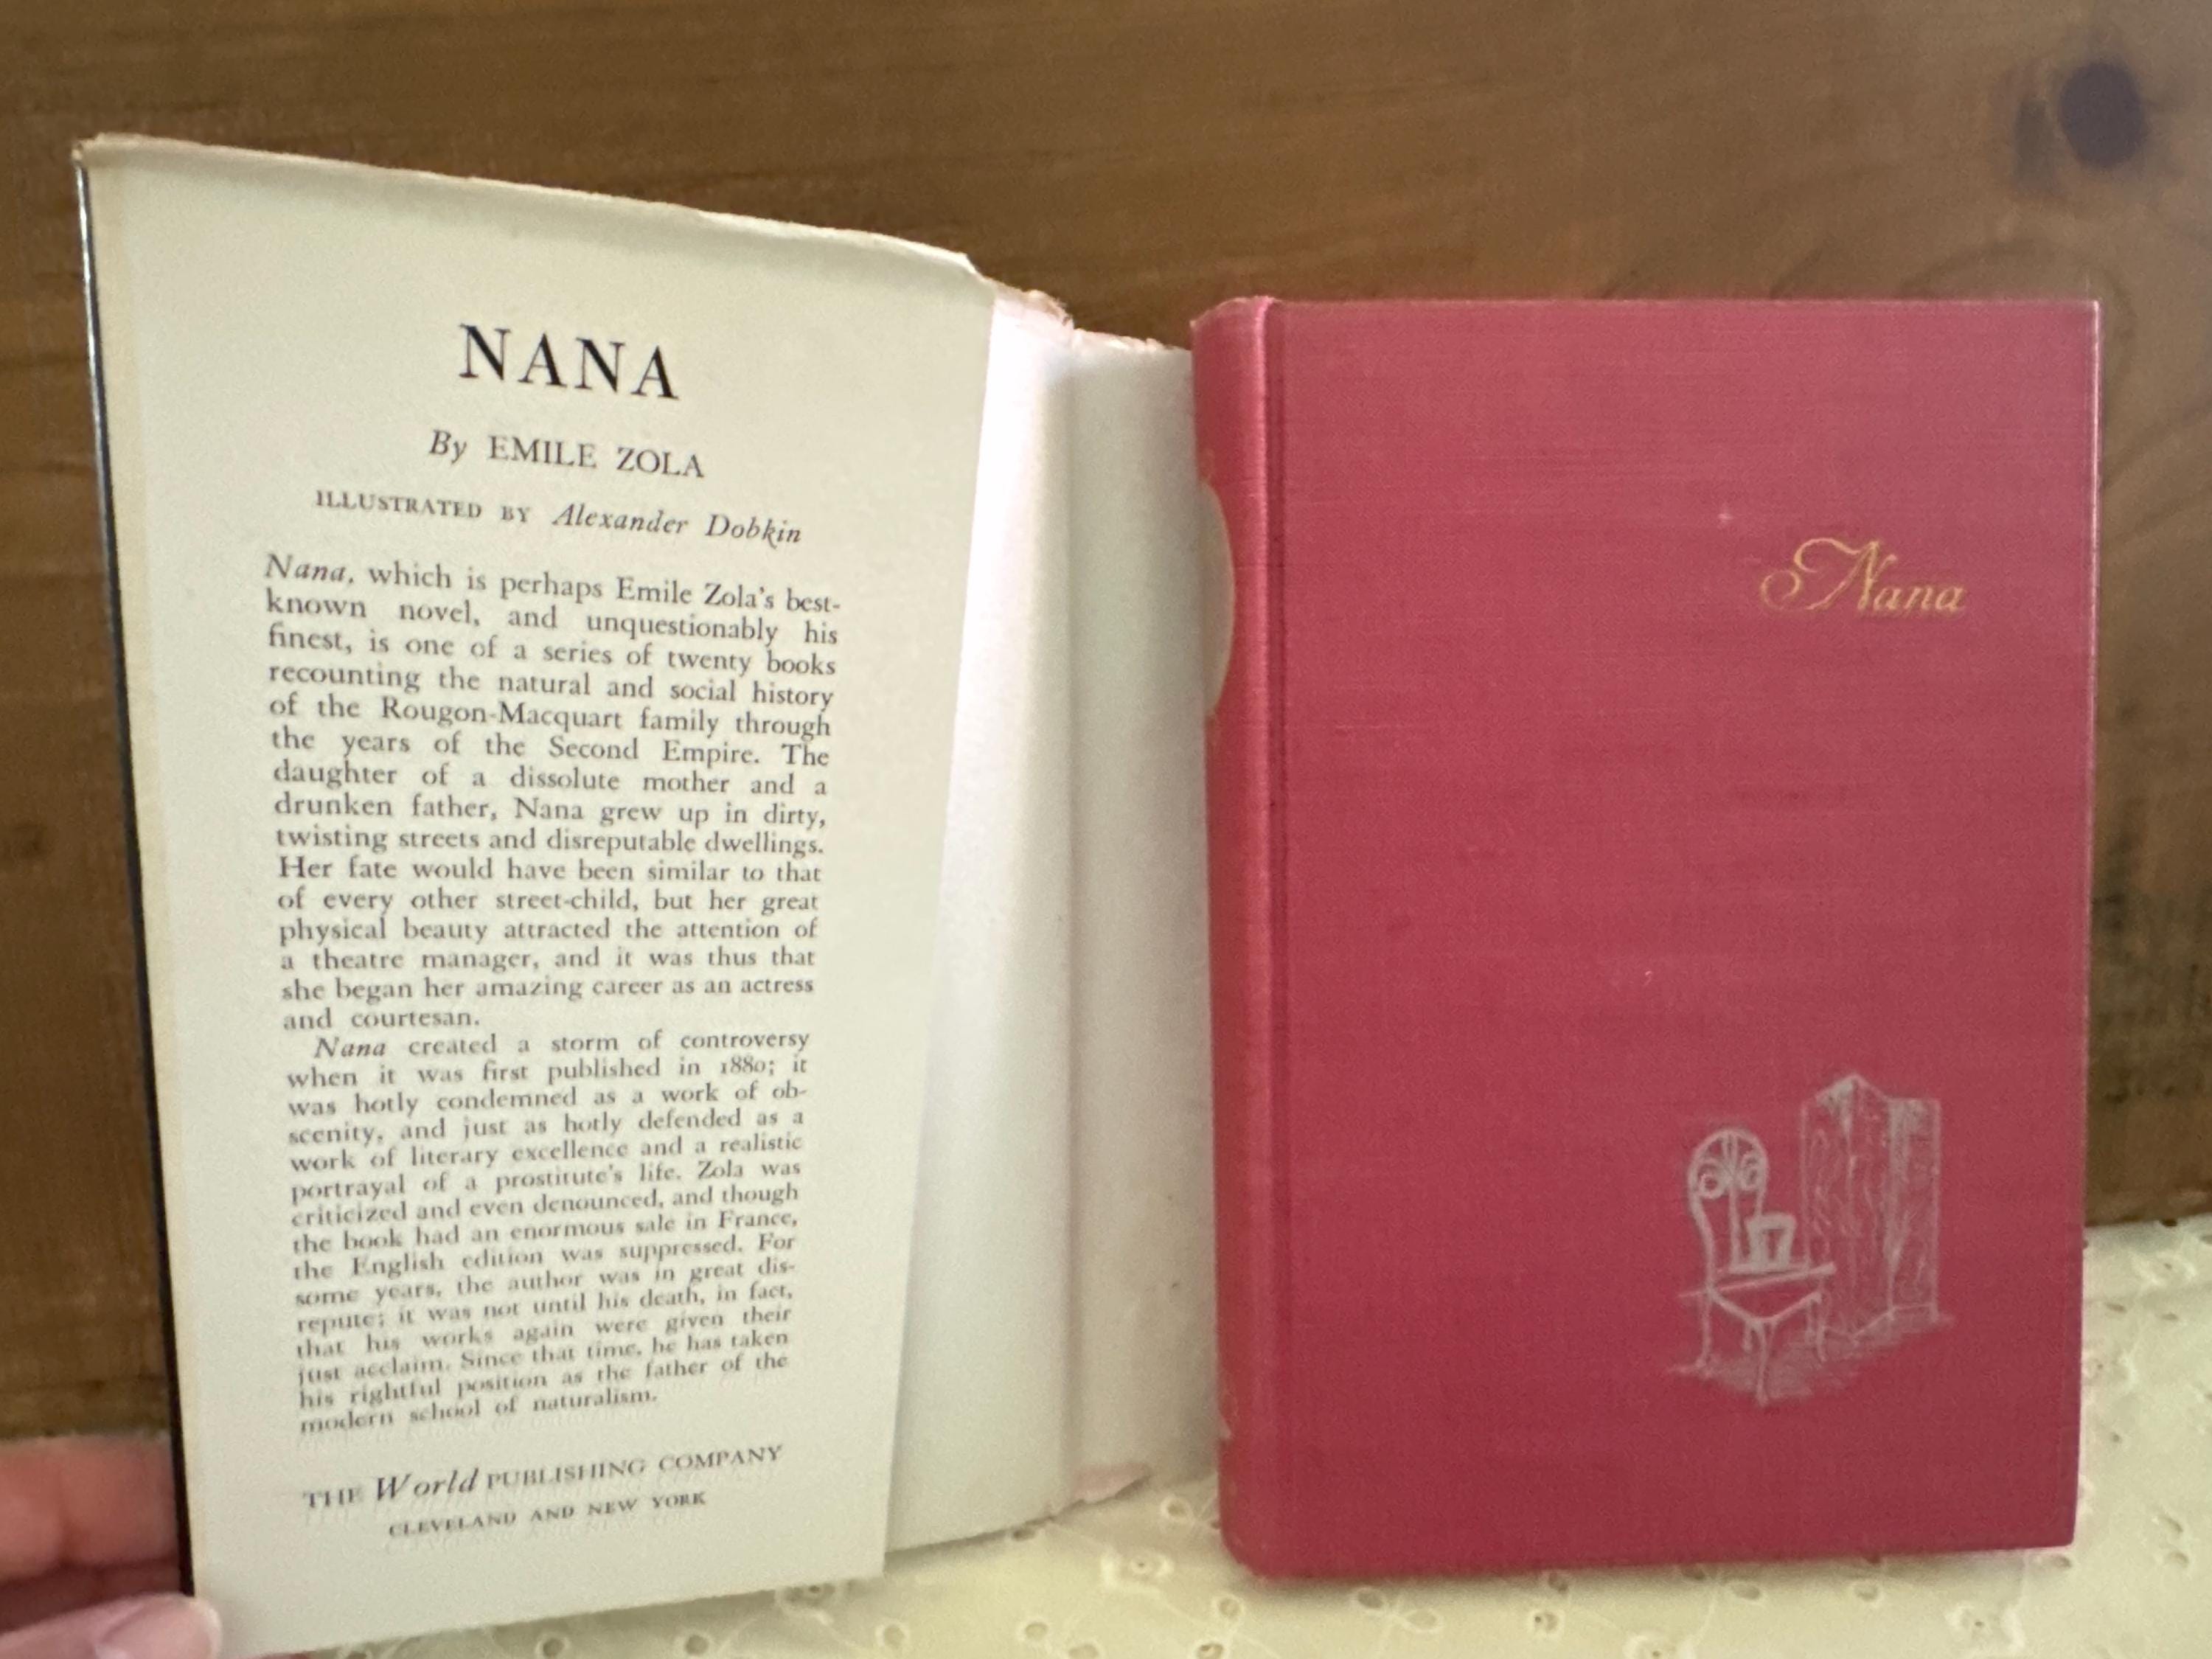 NANA
By EMILE ZOLA
ILLUSTRATED BY Alexander Dobkin
Nana, which is perhaps Emile Zola's best-
known novel, and unquestionably his
finest, is one of a series of twenty books
recounting the natural and social history
of the Rougon-Macquart family through
the years of the Second Empire. The
daughter of a dissolute mother and a
drunken father, Nana grew up in dirty,
twisting streets and disreputable dwellings.
Her fate would have been similar to that
of every other street-child, but her great
physical beauty attracted the attention of
a theatre manager, and it was thus that
she began her amazing career as an actress
and courtesan.
Nana created a storm of controversy
when it was first published in 1880; it
was hotly condemned as a work of ob-
scenity, and just as hotly defended as a
work of literary excellence and a realistic
portrayal of a prostitute's life. Zola was
criticized and even denounced, and though
the book had an enormous sale in France,
the English edition was suppressed. For
some years, the author was in great dis-
repute; it was not until his death, in fact,
that his works again were given their
just acclaim. Since that time, he has taken
his rightful position as the father of the
modern school of naturalism.
THE World PUBLISHING COMPANY
CLEVELAND AND NEW YORK
Nana